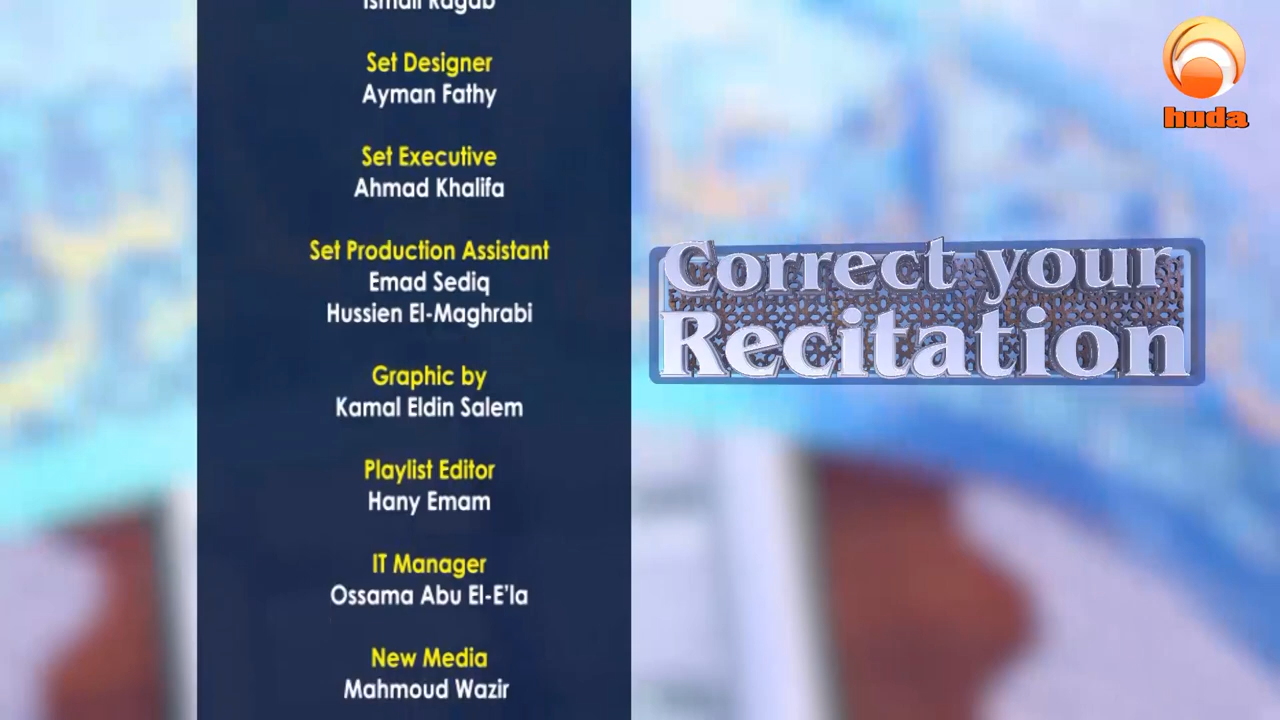 Ismail Ragab
Set Designer
Ayman Fathy
Set Executive
Ahmad Khalifa
Set Production Assistant
Emad Sediq
Hussien El-Maghrabi
Graphic by
Kamal Eldin Salem
Playlist Editor
Hany Emam
IT Manager
Ossama Abu El-E'la
New Media
Mahmoud Wazir
huda
Correct your
Recitation